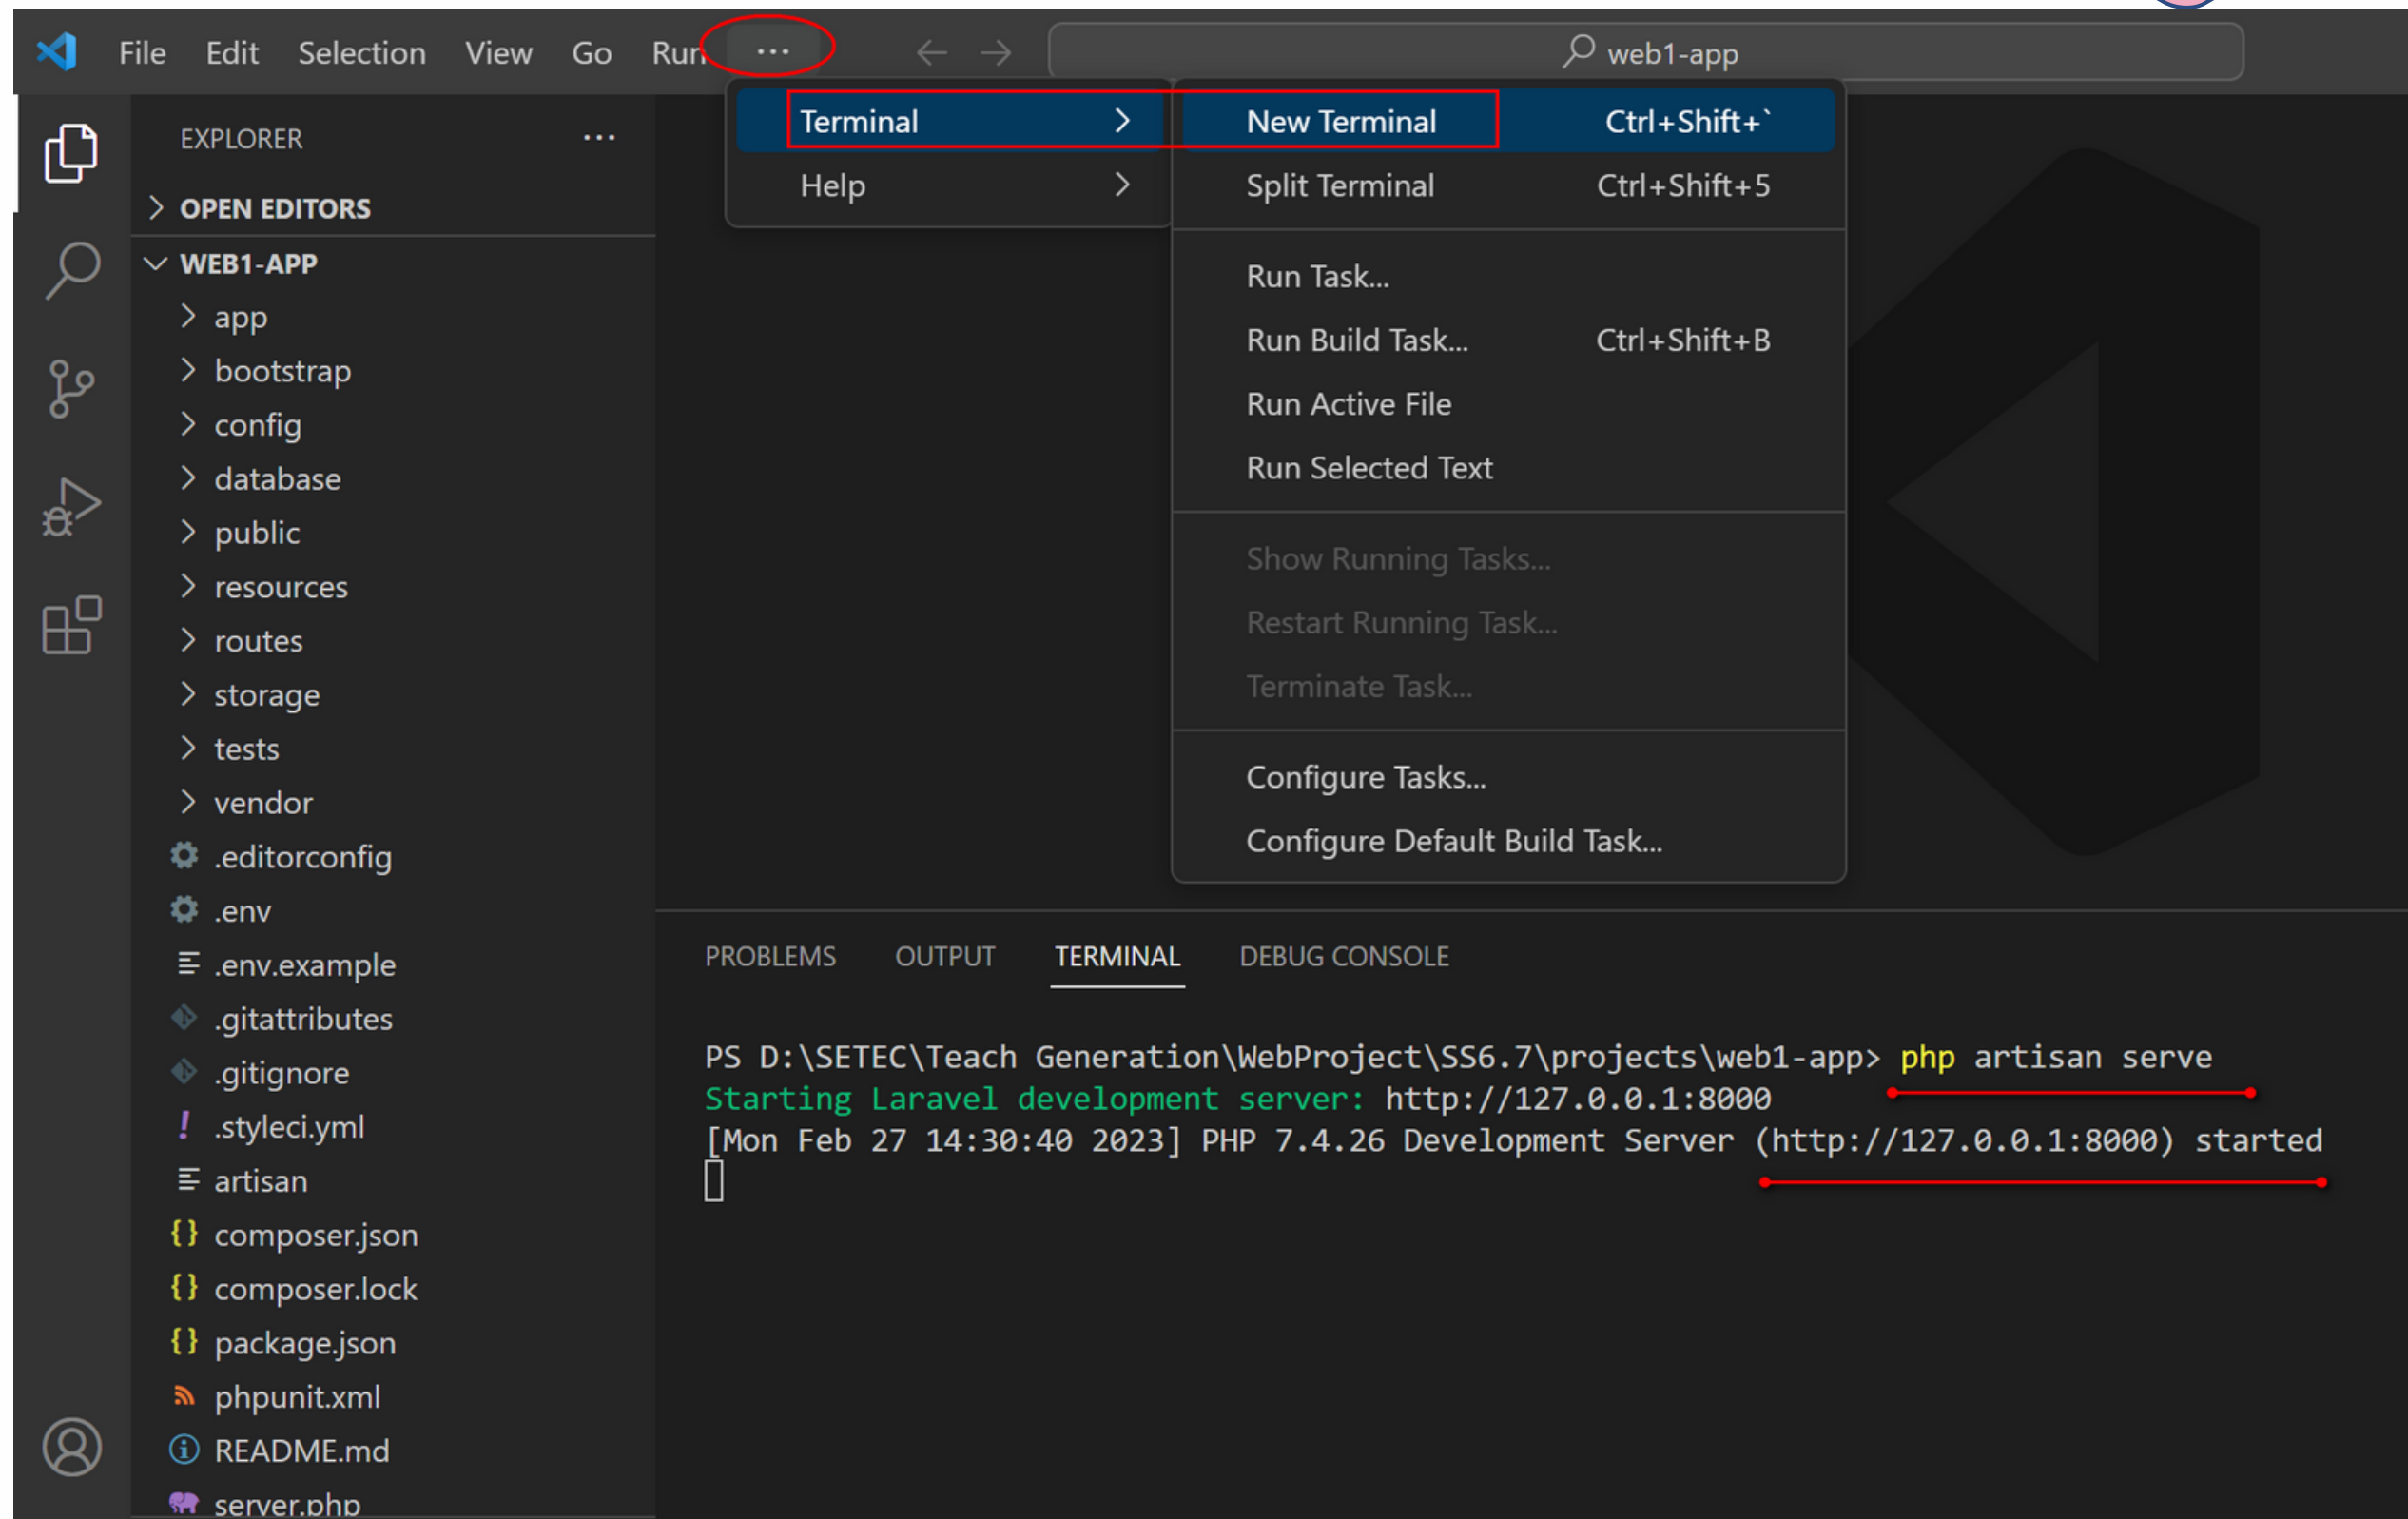 File Edit Selection View Go Run ... web1-app
EXPLORER ...
OPEN EDITORS
WEB1-APP
app
bootstrap
config
database
public
resources
routes
storage
tests
vendor
.editorconfig
.env
.env.example
.gitattributes
.gitignore
.styleci.yml
artisan
composer.json
composer.lock
package.json
phpunit.xml
README.md
server.php
Terminal
Help
New Terminal Ctrl+Shift+`
Split Terminal Ctrl+Shift+5
Run Task...
Run Build Task... Ctrl+Shift+B
Run Active File
Run Selected Text
Show Running Tasks...
Restart Running Task...
Terminate Task...
Configure Tasks...
Configure Default Build Task...
PROBLEMS OUTPUT TERMINAL DEBUG CONSOLE
PS D:\SETEC\Teach Generation\WebProject\SS6.7\projects\web1-app> php artisan serve
Starting Laravel development server: http://127.0.0.1:8000
[Mon Feb 27 14:30:40 2023] PHP 7.4.26 Development Server (http://127.0.0.1:8000) started